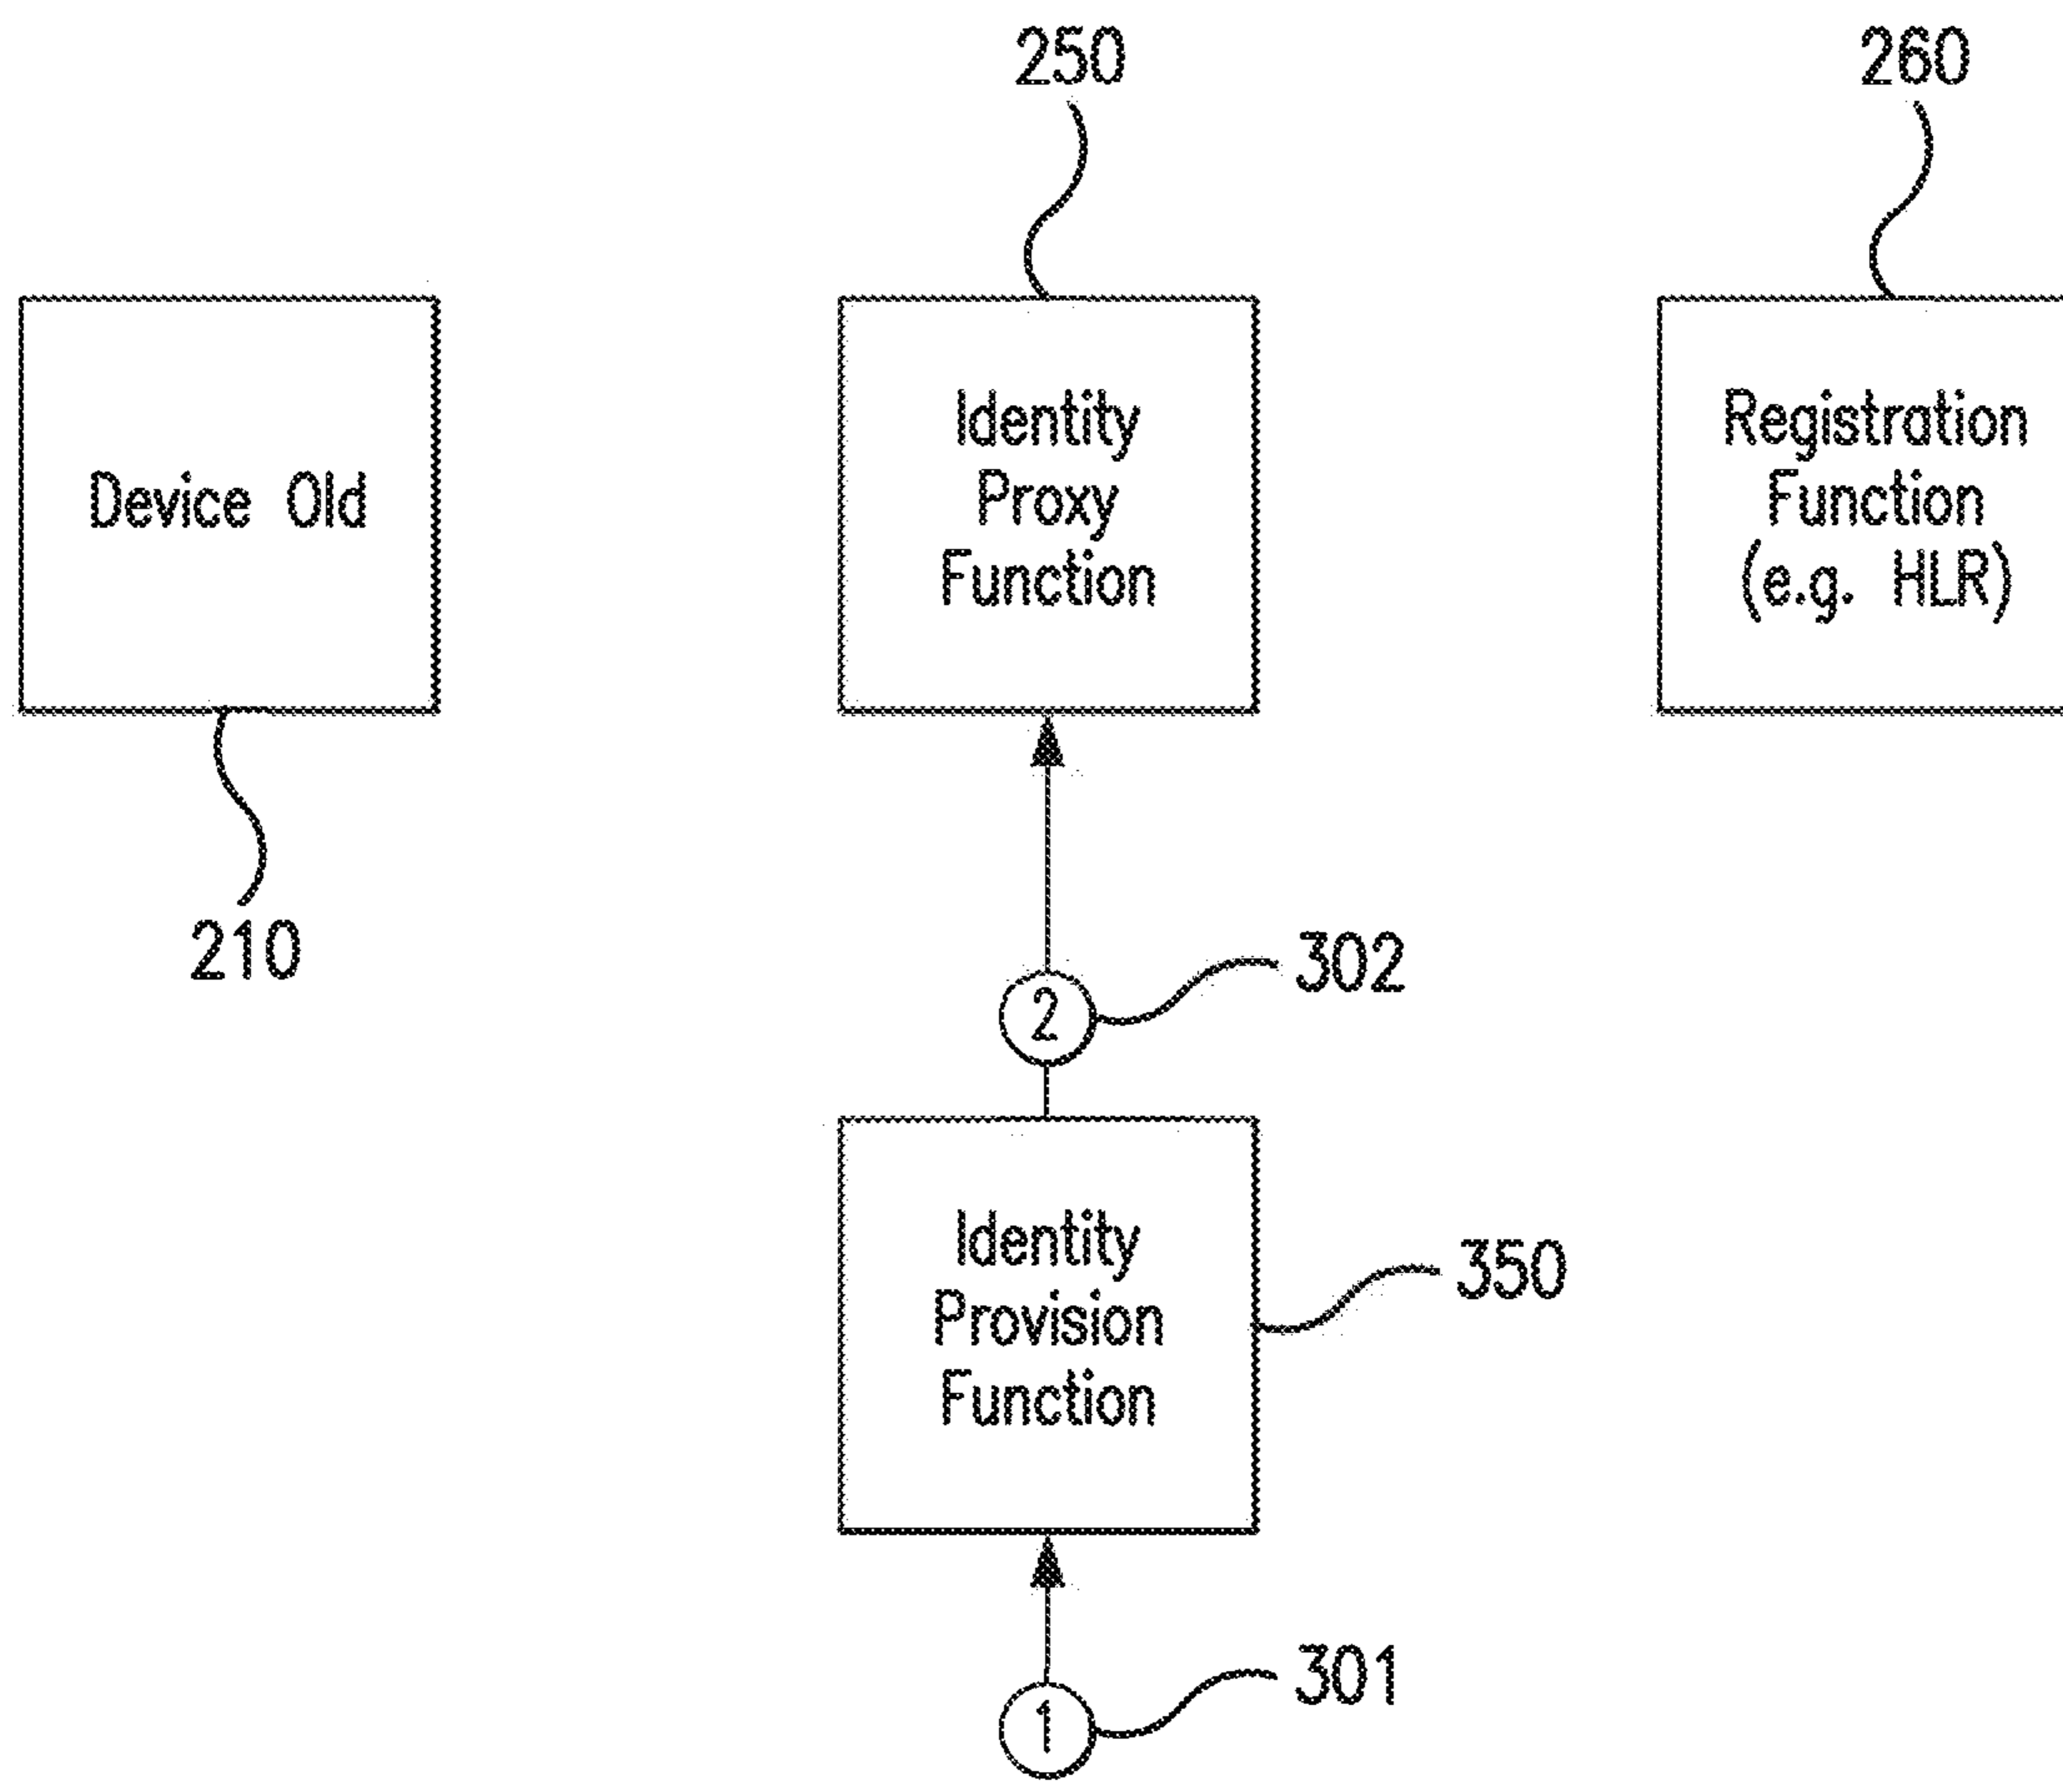 250
260
Device Old
Identity
Proxy
Function
Registration
Function
(e.g. HLR)
210
2
302
Identity
Provision
Function
350
1
301